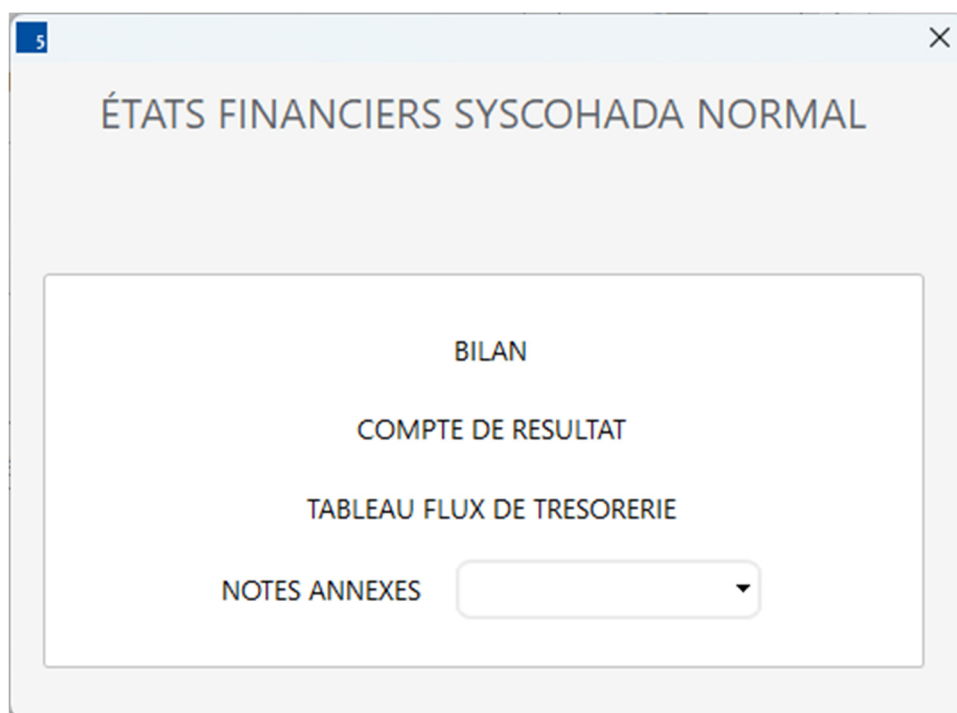 5
ÉTATS FINANCIERS SYSCOHADA NORMAL
BILAN
COMPTE DE RESULTAT
TABLEAU FLUX DE TRESORERIE
NOTES ANNEXES